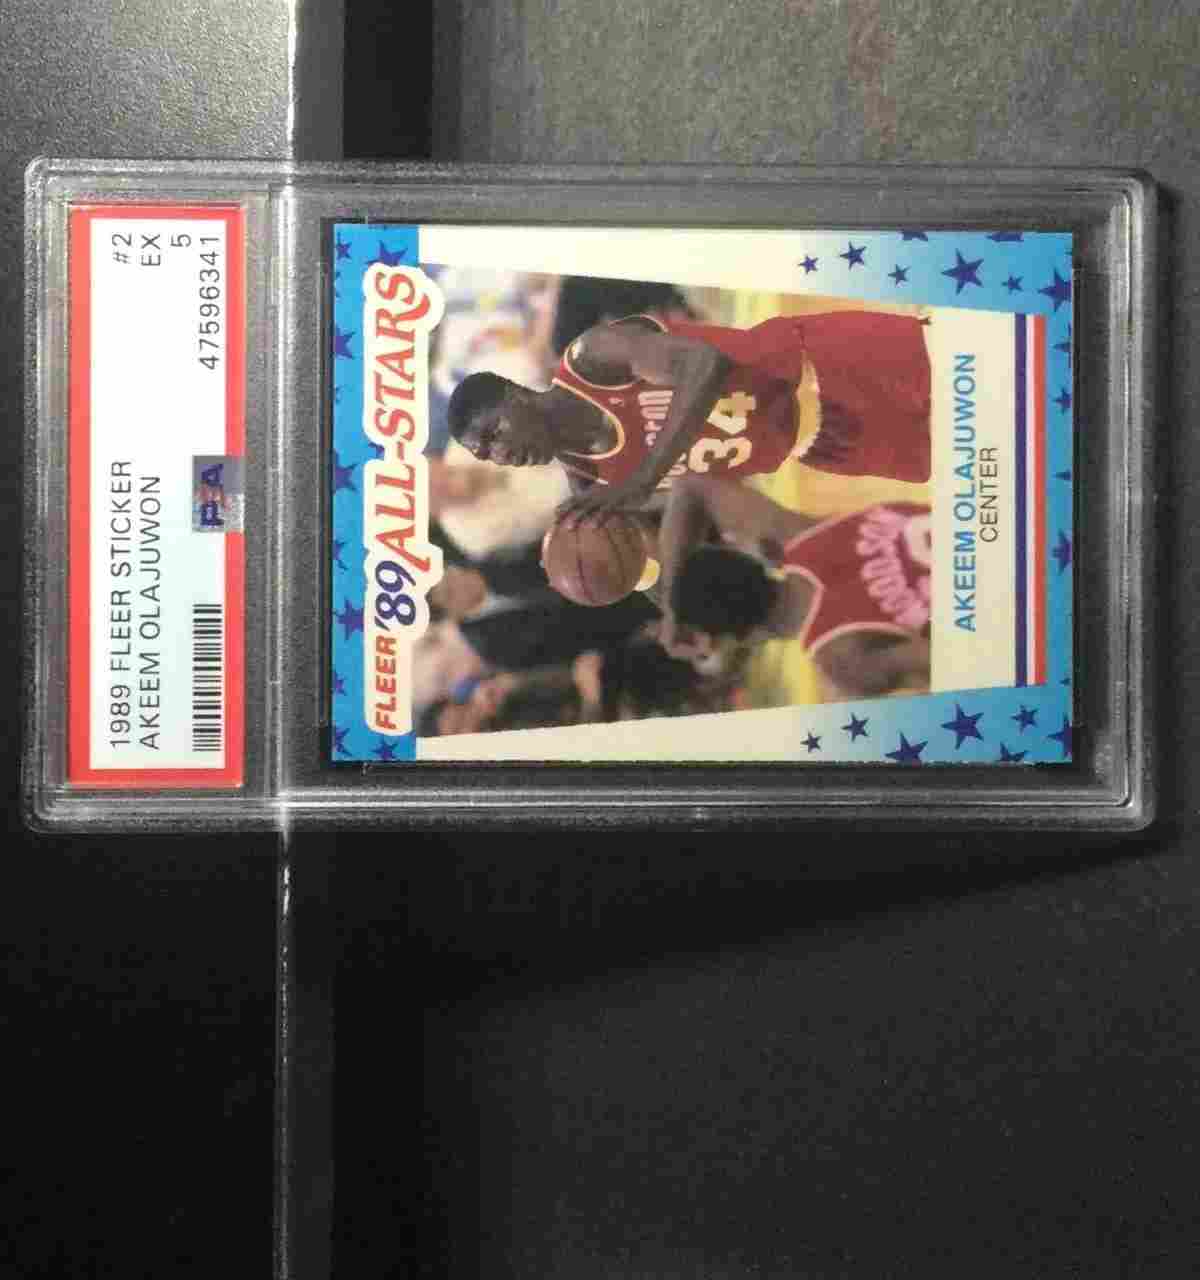 1989 FLEER STICKER #2
AKEEM OLAJUWON EX 5
PSA 47596341
FLEER '89 ALL-STARS
34
AKEEM OLAJUWON
CENTER